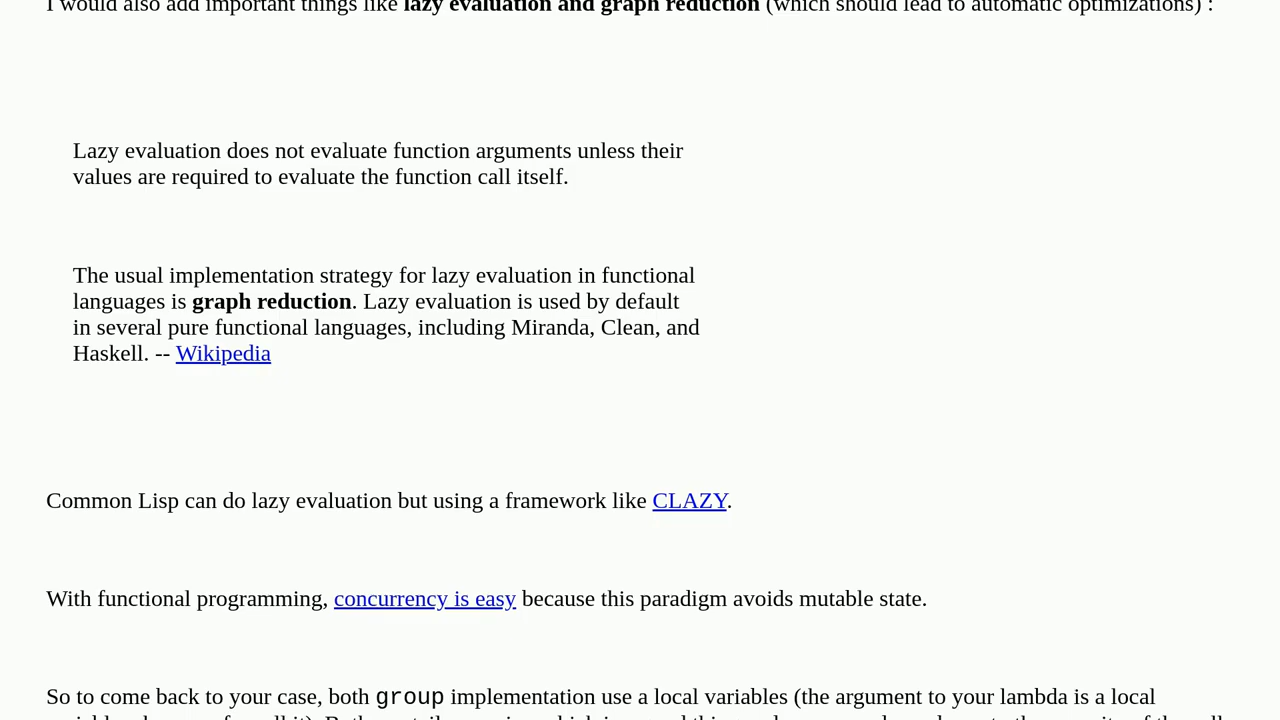 I would also add important things like lazy evaluation and graph reduction (which should lead to automatic optimizations) :
Lazy evaluation does not evaluate function arguments unless their
values are required to evaluate the function call itself.
The usual implementation strategy for lazy evaluation in functional
languages is graph reduction. Lazy evaluation is used by default
in several pure functional languages, including Miranda, Clean, and
Haskell. -- Wikipedia
Common Lisp can do lazy evaluation but using a framework like CLAZY.
With functional programming, concurrency is easy because this paradigm avoids mutable state.
So to come back to your case, both group implementation use a local variables (the argument to your lambda is a local